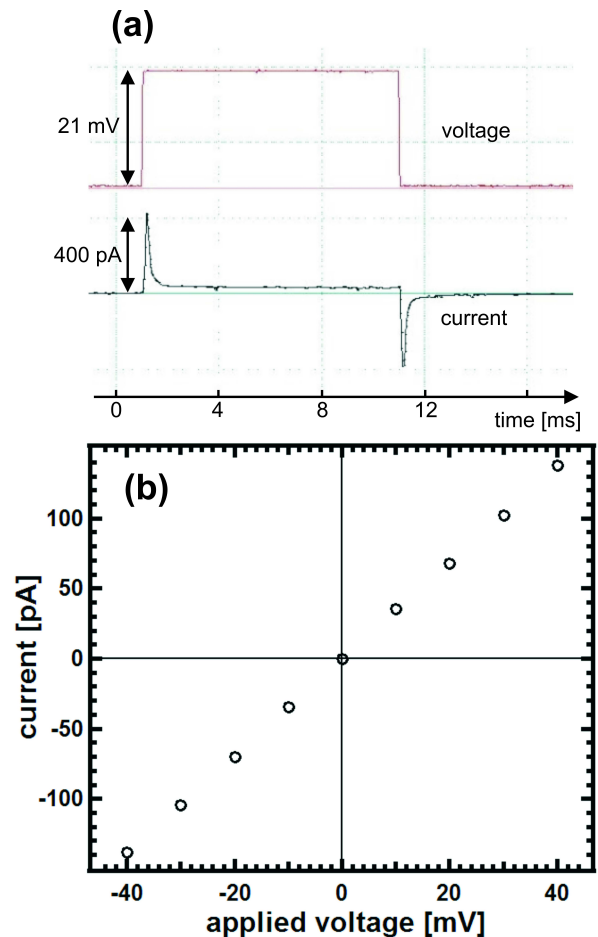 (a)
21 mV
voltage
400 pA
current
0 4 8 12
time [ms]
(b)
100
50
0
-50
-100
current [pA]
-40 -20 0 20 40
applied voltage [mV]